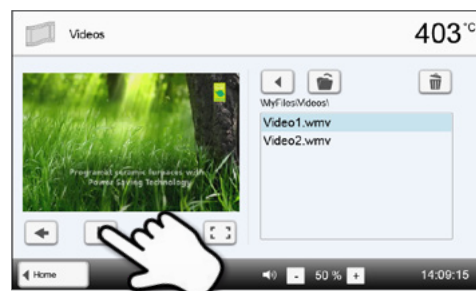 Videos
403 °C
\MyFiles\Videos\
Video1.wmv
Video2.wmv
Programat ceramic furnaces with
Power Saving Technology
Home
- 50 % +
14:09:15